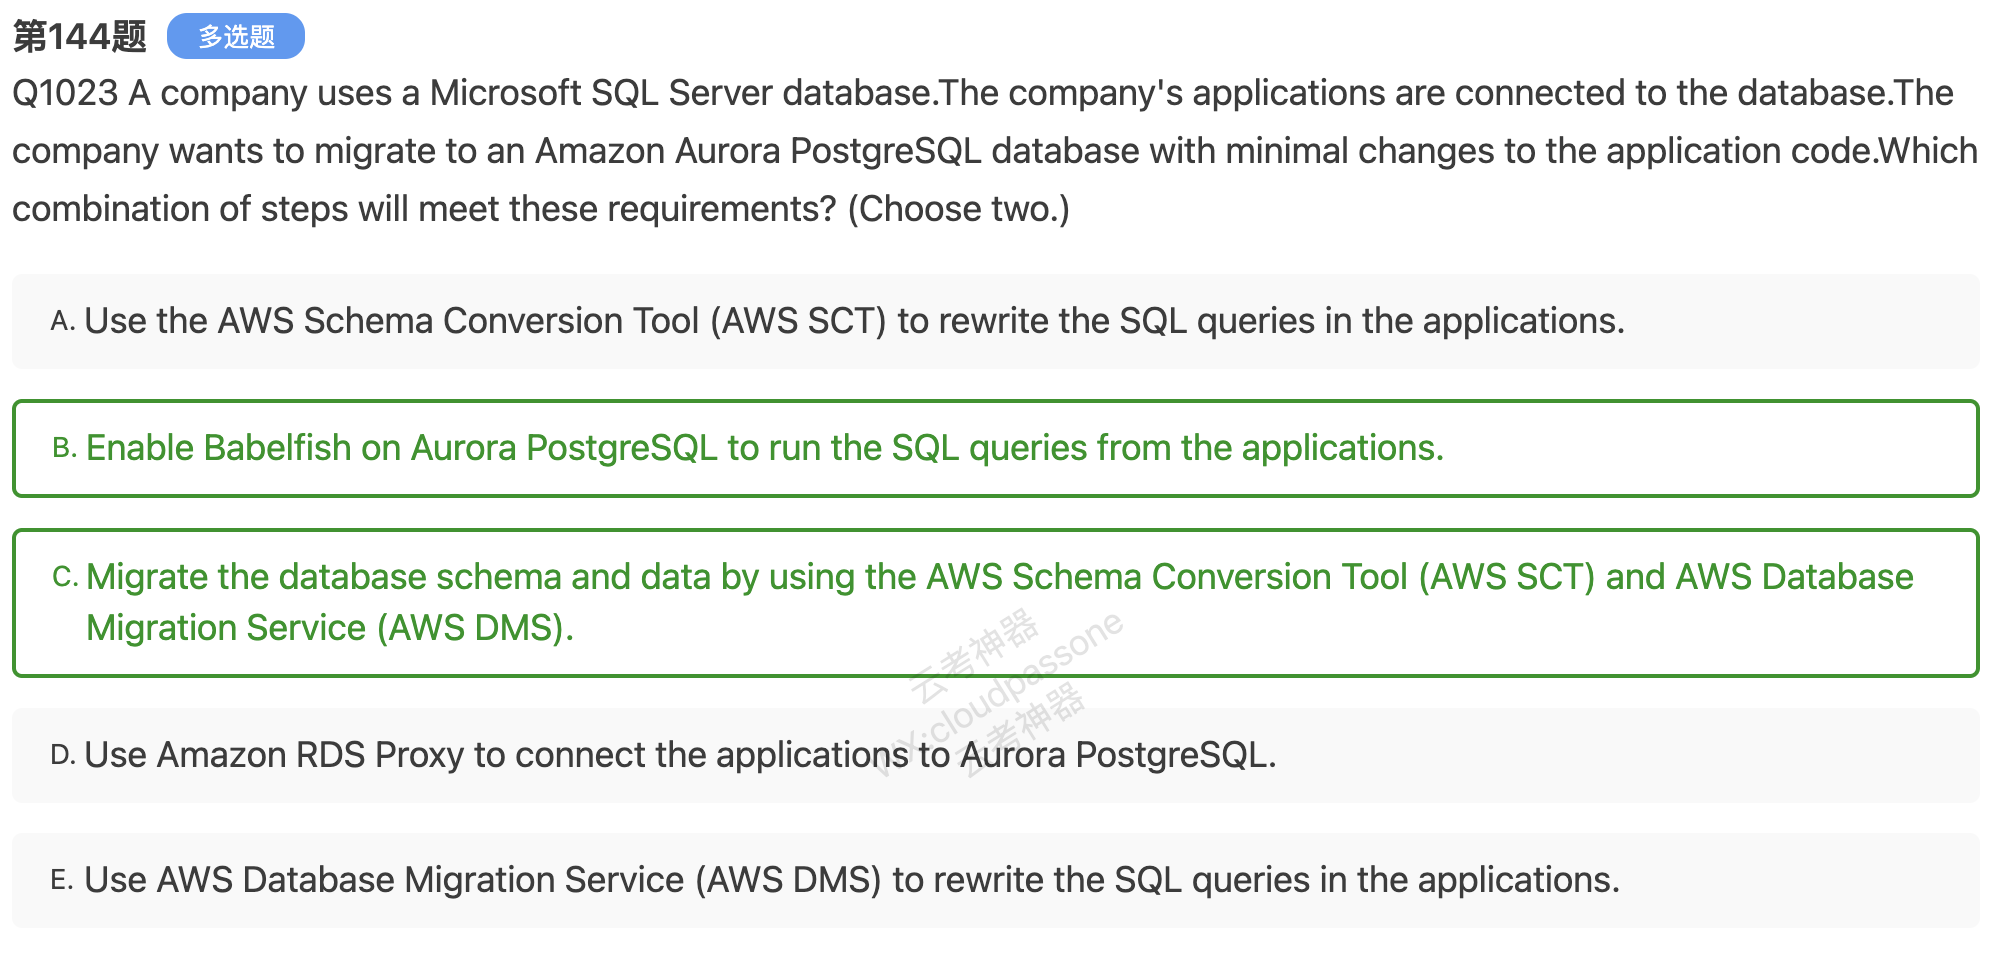 第144题 多选题
Q1023 A company uses a Microsoft SQL Server database.The company's applications are connected to the database.The
company wants to migrate to an Amazon Aurora PostgreSQL database with minimal changes to the application code.Which
combination of steps will meet these requirements? (Choose two.)
A. Use the AWS Schema Conversion Tool (AWS SCT) to rewrite the SQL queries in the applications.
B. Enable Babelfish on Aurora PostgreSQL to run the SQL queries from the applications.
C. Migrate the database schema and data by using the AWS Schema Conversion Tool (AWS SCT) and AWS Database
Migration Service (AWS DMS).
云考神器
wx:cloudpassone
云考神器
D. Use Amazon RDS Proxy to connect the applications to Aurora PostgreSQL.
E. Use AWS Database Migration Service (AWS DMS) to rewrite the SQL queries in the applications.